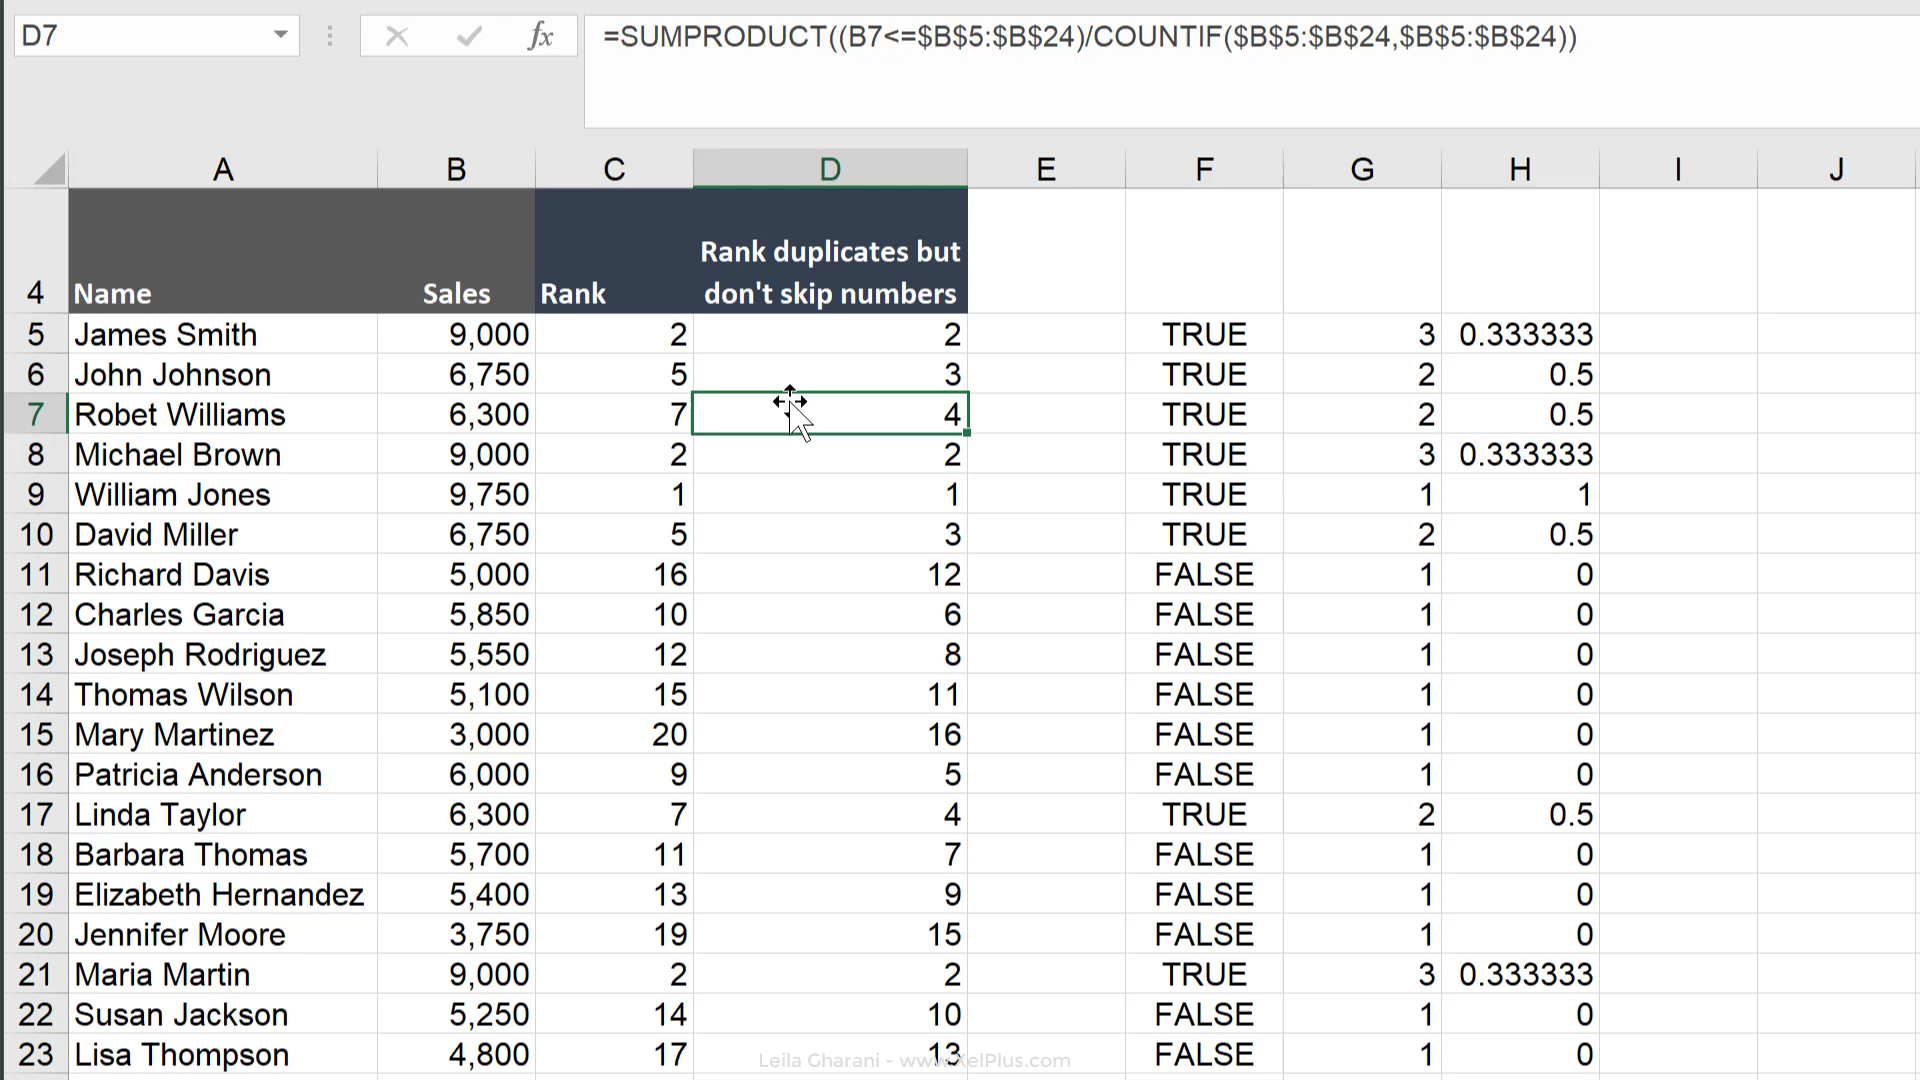 D7 fx =SUMPRODUCT((B7<=$B$5:$B$24)/COUNTIF($B$5:$B$24,$B$5:$B$24))
A B C D E F G H I J
4 Name Sales Rank Rank duplicates but
don't skip numbers
5 James Smith 9,000 2 2 TRUE 3 0.333333
6 John Johnson 6,750 5 3 TRUE 2 0.5
7 Robet Williams 6,300 7 4 TRUE 2 0.5
8 Michael Brown 9,000 2 2 TRUE 3 0.333333
9 William Jones 9,750 1 1 TRUE 1 1
10 David Miller 6,750 5 3 TRUE 2 0.5
11 Richard Davis 5,000 16 12 FALSE 1 0
12 Charles Garcia 5,850 10 6 FALSE 1 0
13 Joseph Rodriguez 5,550 12 8 FALSE 1 0
14 Thomas Wilson 5,100 15 11 FALSE 1 0
15 Mary Martinez 3,000 20 16 FALSE 1 0
16 Patricia Anderson 6,000 9 5 FALSE 1 0
17 Linda Taylor 6,300 7 4 TRUE 2 0.5
18 Barbara Thomas 5,700 11 7 FALSE 1 0
19 Elizabeth Hernandez 5,400 13 9 FALSE 1 0
20 Jennifer Moore 3,750 19 15 FALSE 1 0
21 Maria Martin 9,000 2 2 TRUE 3 0.333333
22 Susan Jackson 5,250 14 10 FALSE 1 0
23 Lisa Thompson 4,800 17 13 FALSE 1 0
Leila Gharani - www.XelPlus.com